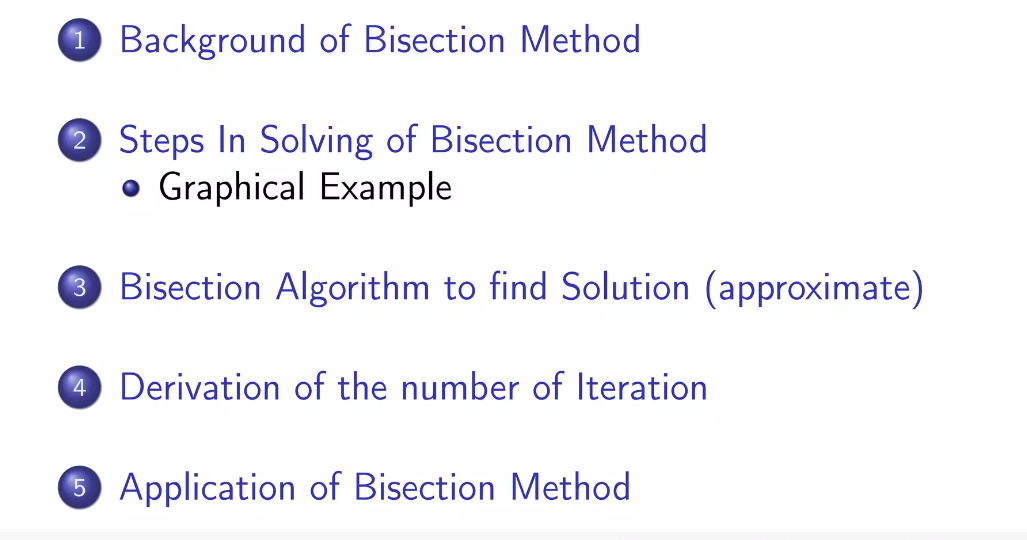 1 Background of Bisection Method
2 Steps In Solving of Bisection Method
Graphical Example
3 Bisection Algorithm to find Solution (approximate)
4 Derivation of the number of Iteration
5 Application of Bisection Method